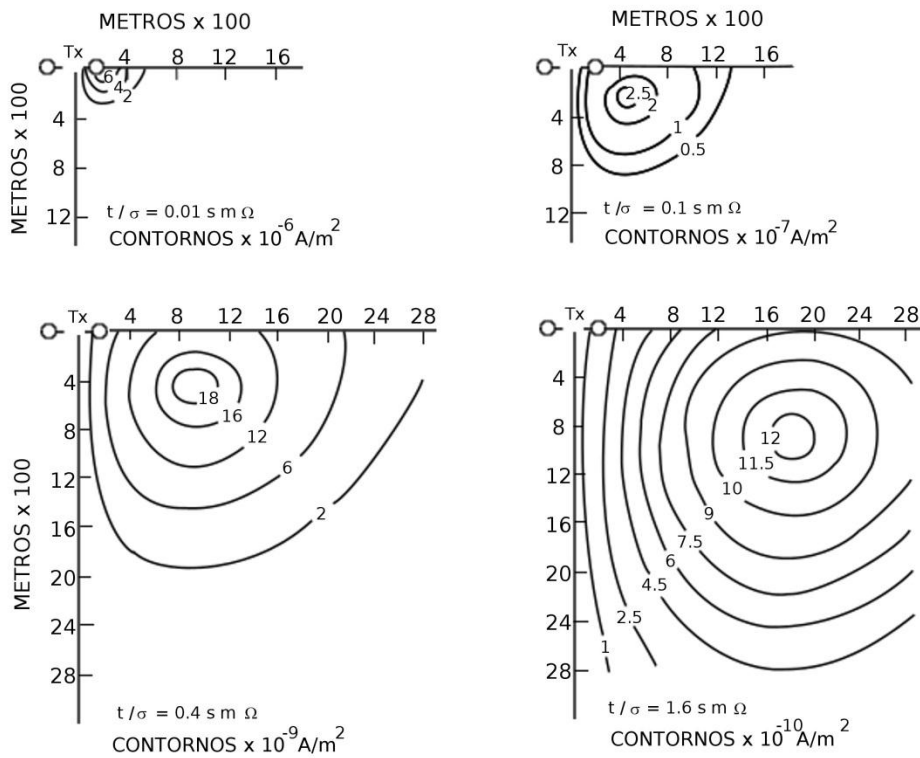 METROS x 100
Tx 4 8 12 16
METROS x 100
4
8
12
6
4
2
t / σ = 0.01 s m Ω
CONTORNOS x 10^-6 A/m^2
METROS x 100
Tx 4 8 12 16
4
8
12
2.5
2
1
0.5
t / σ = 0.1 s m Ω
CONTORNOS x 10^-7 A/m^2
Tx 4 8 12 16 20 24 28
METROS x 100
4
8
12
16
20
24
28
18
16
12
6
2
t / σ = 0.4 s m Ω
CONTORNOS x 10^-9 A/m^2
Tx 4 8 12 16 20 24 28
4
8
12
16
20
24
28
12
11.5
10
9
7.5
6
4.5
2.5
1
t / σ = 1.6 s m Ω
CONTORNOS x 10^-10 A/m^2